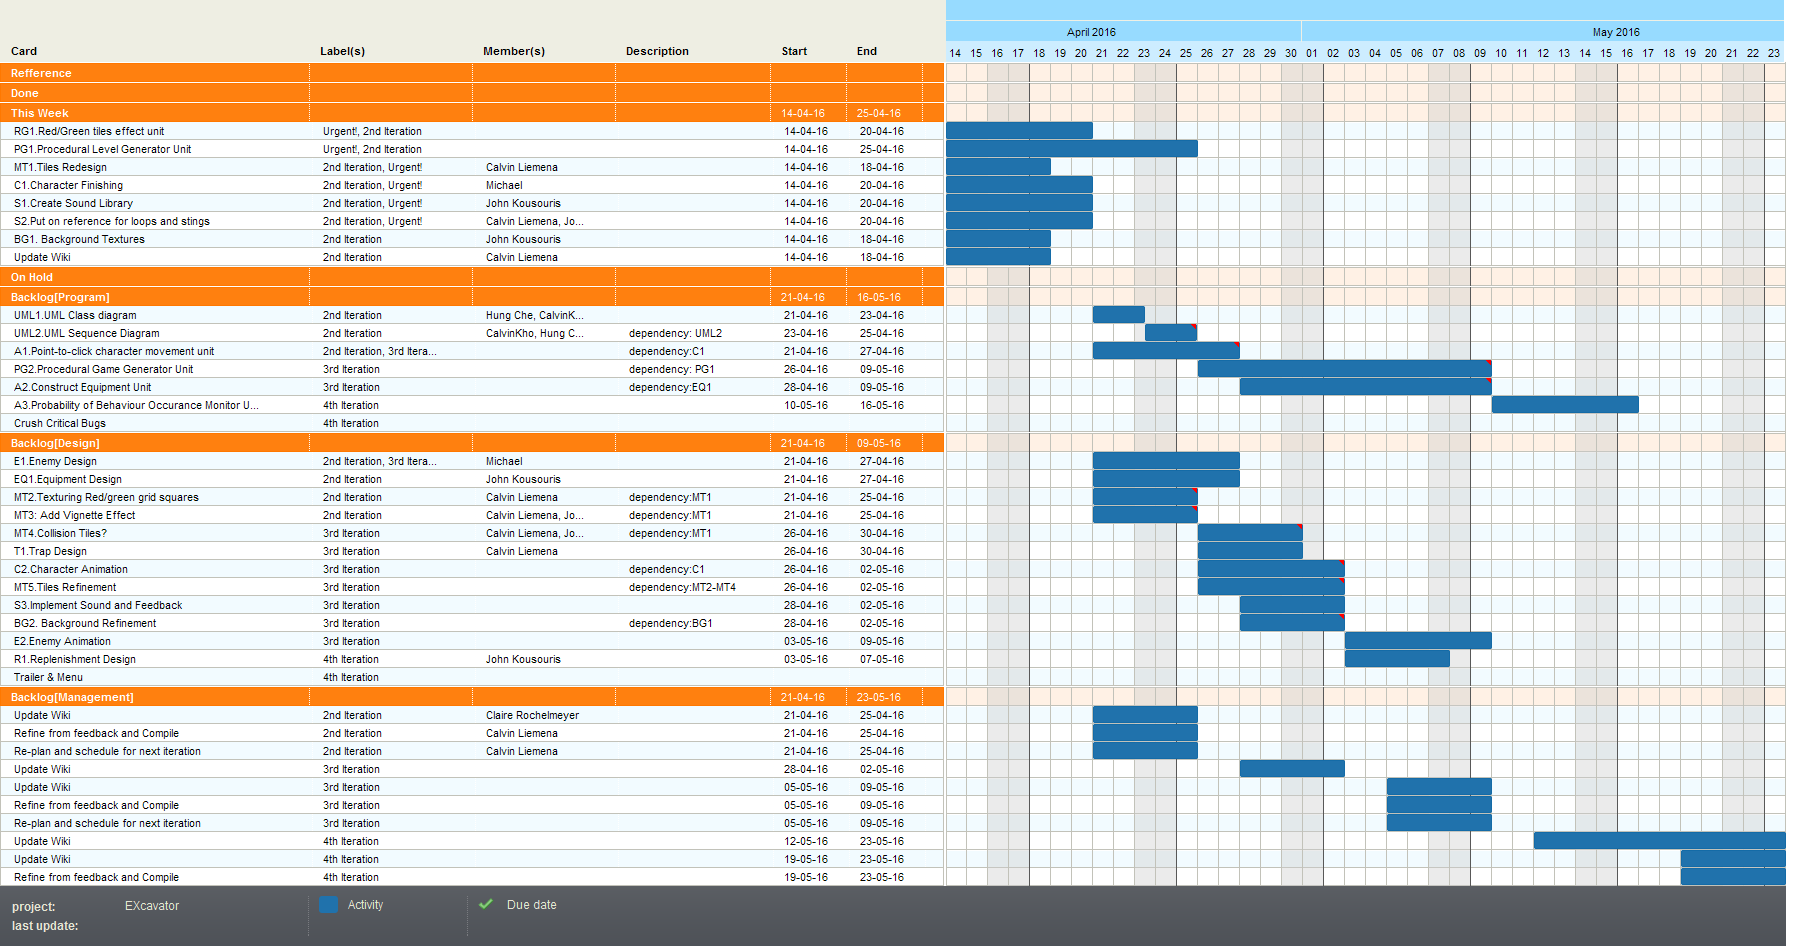 April 2016 May 2016
Card Label(s) Member(s) Description Start End 14 15 16 17 18 19 20 21 22 23 24 25 26 27 28 29 30 01 02 03 04 05 06 07 08 09 10 11 12 13 14 15 16 17 18 19 20 21 22 23
Refference
Done
This Week 14-04-16 25-04-16
RG1.Red/Green tiles effect unit Urgent!, 2nd Iteration 14-04-16 20-04-16
PG1.Procedural Level Generator Unit Urgent!, 2nd Iteration 14-04-16 25-04-16
MT1.Tiles Redesign 2nd Iteration, Urgent! Calvin Liemena 14-04-16 18-04-16
C1.Character Finishing 2nd Iteration, Urgent! Michael 14-04-16 20-04-16
S1.Create Sound Library 2nd Iteration, Urgent! John Kousouris 14-04-16 20-04-16
S2.Put on reference for loops and stings 2nd Iteration, Urgent! Calvin Liemena, Jo... 14-04-16 20-04-16
BG1. Background Textures 2nd Iteration John Kousouris 14-04-16 18-04-16
Update Wiki 2nd Iteration Calvin Liemena 14-04-16 18-04-16
On Hold
Backlog[Program] 21-04-16 16-05-16
UML1.UML Class diagram 2nd Iteration Hung Che, CalvinK... 21-04-16 23-04-16
UML2.UML Sequence Diagram 2nd Iteration CalvinKho, Hung C... dependency: UML2 23-04-16 25-04-16
A1.Point-to-click character movement unit 2nd Iteration, 3rd Itera... dependency:C1 21-04-16 27-04-16
PG2.Procedural Game Generator Unit 3rd Iteration dependency: PG1 26-04-16 09-05-16
A2.Construct Equipment Unit 3rd Iteration dependency:EQ1 28-04-16 09-05-16
A3.Probability of Behaviour Occurance Monitor U... 4th Iteration 10-05-16 16-05-16
Crush Critical Bugs 4th Iteration
Backlog[Design] 21-04-16 09-05-16
E1.Enemy Design 2nd Iteration, 3rd Itera... Michael 21-04-16 27-04-16
EQ1.Equipment Design 2nd Iteration John Kousouris 21-04-16 27-04-16
MT2.Texturing Red/green grid squares 2nd Iteration Calvin Liemena dependency:MT1 21-04-16 25-04-16
MT3: Add Vignette Effect 2nd Iteration Calvin Liemena, Jo... dependency:MT1 21-04-16 25-04-16
MT4.Collision Tiles? 3rd Iteration Calvin Liemena, Jo... dependency:MT1 26-04-16 30-04-16
T1.Trap Design 3rd Iteration Calvin Liemena 26-04-16 30-04-16
C2.Character Animation 3rd Iteration dependency:C1 26-04-16 02-05-16
MT5.Tiles Refinement 3rd Iteration dependency:MT2-MT4 26-04-16 02-05-16
S3.Implement Sound and Feedback 3rd Iteration 28-04-16 02-05-16
BG2. Background Refinement 3rd Iteration dependency:BG1 28-04-16 02-05-16
E2.Enemy Animation 3rd Iteration 03-05-16 09-05-16
R1.Replenishment Design 4th Iteration John Kousouris 03-05-16 07-05-16
Trailer & Menu 4th Iteration
Backlog[Management] 21-04-16 23-05-16
Update Wiki 2nd Iteration Claire Rochelmeyer 21-04-16 25-04-16
Refine from feedback and Compile 2nd Iteration Calvin Liemena 21-04-16 25-04-16
Re-plan and schedule for next iteration 2nd Iteration Calvin Liemena 21-04-16 25-04-16
Update Wiki 3rd Iteration 28-04-16 02-05-16
Update Wiki 3rd Iteration 05-05-16 09-05-16
Refine from feedback and Compile 3rd Iteration 05-05-16 09-05-16
Re-plan and schedule for next iteration 3rd Iteration 05-05-16 09-05-16
Update Wiki 4th Iteration 12-05-16 23-05-16
Update Wiki 4th Iteration 19-05-16 23-05-16
Refine from feedback and Compile 4th Iteration 19-05-16 23-05-16
project: EXcavator Activity Due date
last update: